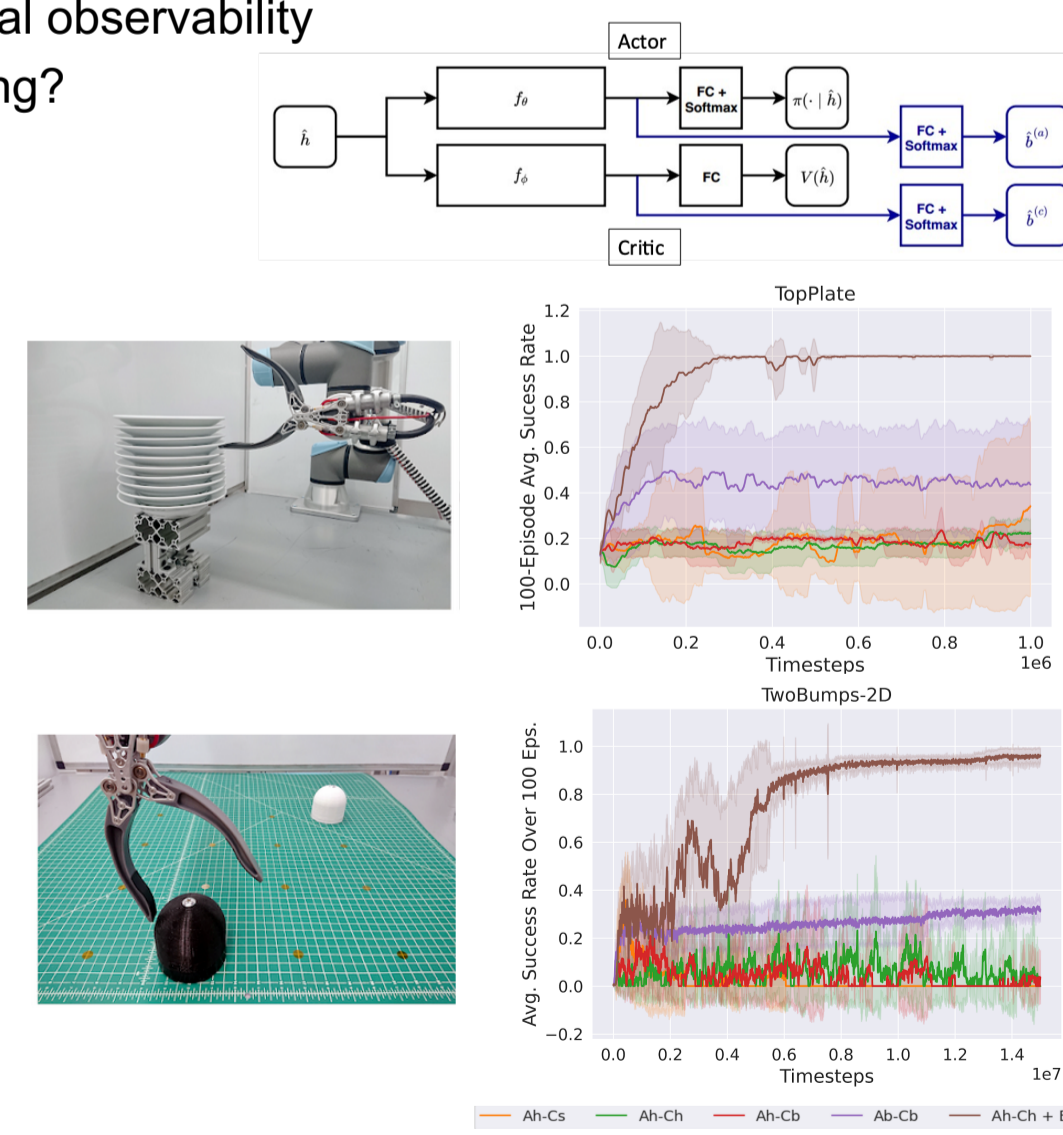 al observability
ng?
Actor
ĥ
f_θ
FC +
Softmax
π(· | ĥ)
FC +
Softmax
b̂^(a)
f_ϕ
FC
V(ĥ)
FC +
Softmax
b̂^(c)
Critic
TopPlate
100-Episode Avg. Sucess Rate
1.2
1.0
0.8
0.6
0.4
0.2
0.0
0.0 0.2 0.4 0.6 0.8 1.0
1e6
Timesteps
TwoBumps-2D
Avg. Success Rate Over 100 Eps.
1.0
0.8
0.6
0.4
0.2
0.0
−0.2
0.0 0.2 0.4 0.6 0.8 1.0 1.2 1.4
1e7
Timesteps
Ah-Cs Ah-Ch Ah-Cb Ab-Cb Ah-Ch +